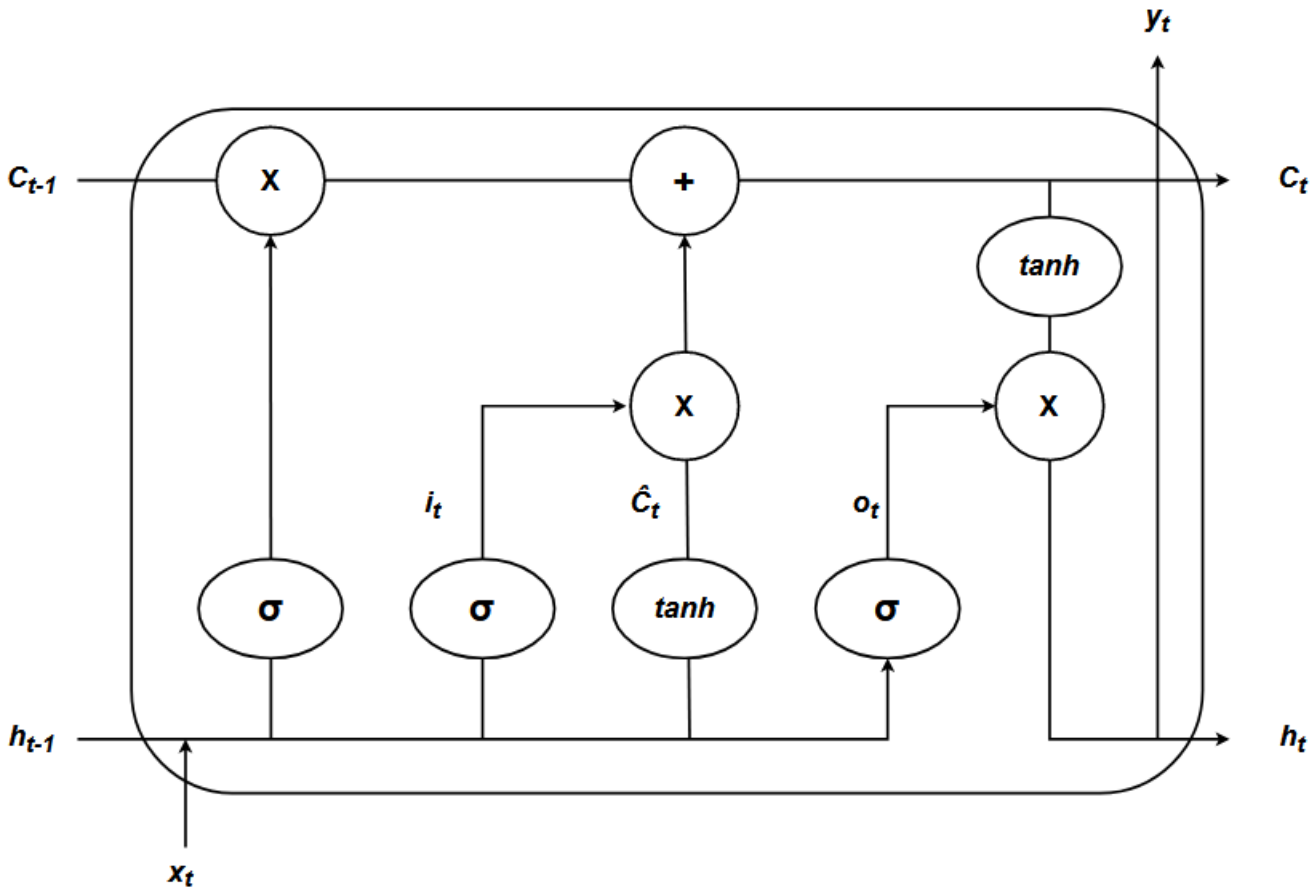 yₜ
Cₜ₋₁
x
+
Cₜ
tanh
x
x
iₜ
Ĉₜ
oₜ
σ
σ
tanh
σ
hₜ₋₁
hₜ
xₜ